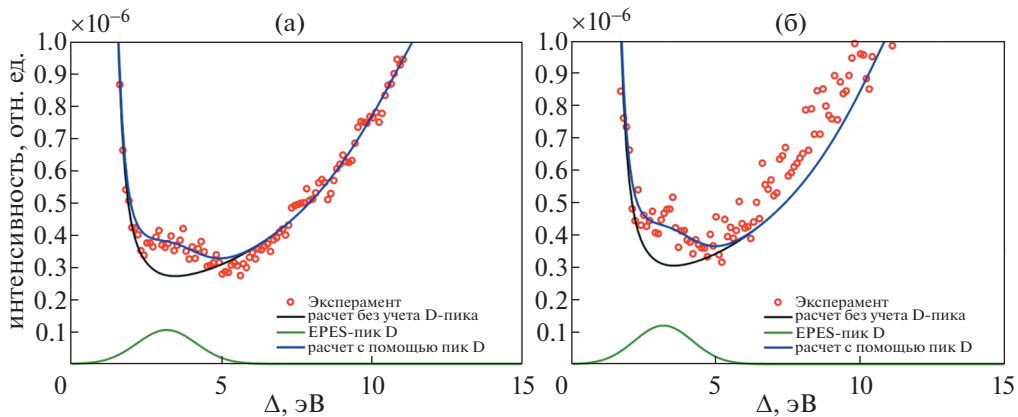 ×10⁻⁶ (а)
интенсивность, отн. ед.
1.0
0.9
0.8
0.7
0.6
0.5
0.4
0.3
0.2
0.1
Эксперамент
расчет без учета D-пика
EPES-пик D
расчет с помощью пик D
0 5 10 15
Δ, эВ
×10⁻⁶ (б)
1.0
0.9
0.8
0.7
0.6
0.5
0.4
0.3
0.2
0.1
Эксперамент
расчет без учета D-пика
EPES-пик D
расчет с помощью пик D
0 5 10 15
Δ, эВ